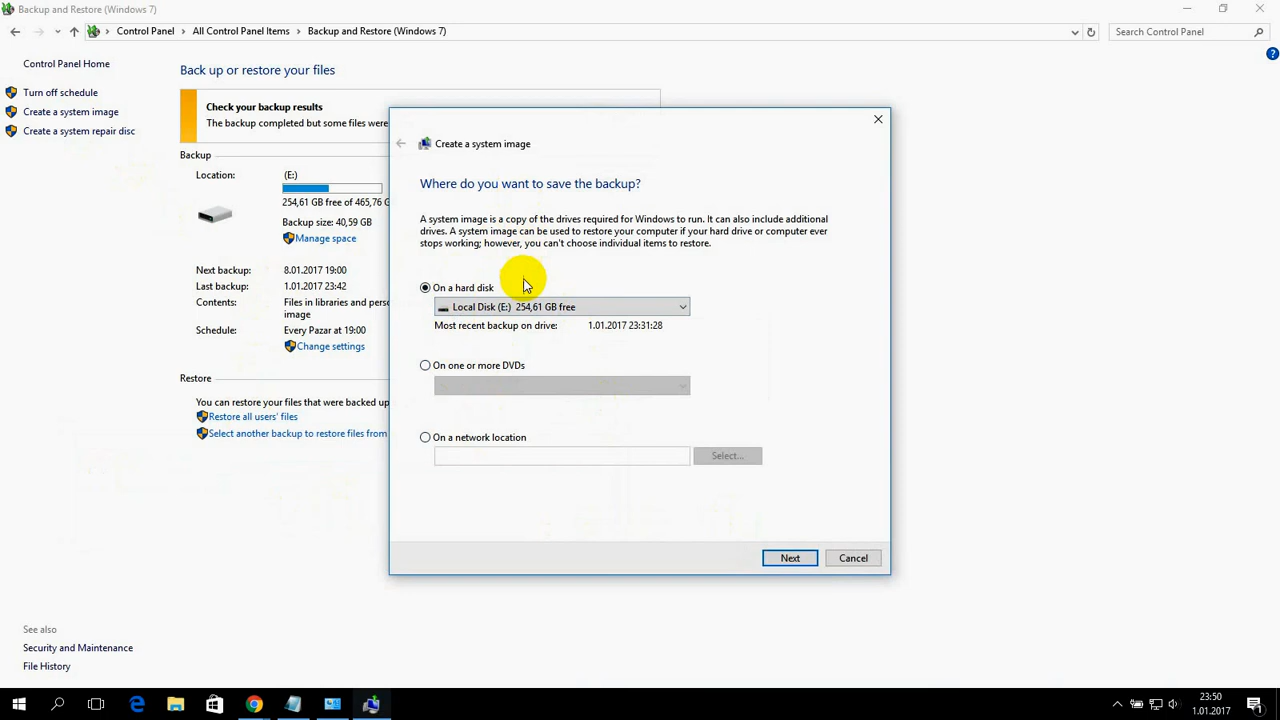 Backup and Restore (Windows 7)
Control Panel
All Control Panel Items
Backup and Restore (Windows 7)
Search Control Panel
Control Panel Home
Turn off schedule
Create a system image
Create a system repair disc
Back up or restore your files
Check your backup results
The backup completed but some files were
Backup
Location:
(E:)
254,61 GB free of 465,76 G
Backup size: 40,59 GB
Manage space
Next backup:
8.01.2017 19:00
Last backup:
1.01.2017 23:42
Contents:
Files in libraries and perso
image
Schedule:
Every Pazar at 19:00
Change settings
Restore
You can restore your files that were backed up
Restore all users' files
Select another backup to restore files from
See also
Security and Maintenance
File History
Create a system image
Where do you want to save the backup?
A system image is a copy of the drives required for Windows to run. It can also include additional
drives. A system image can be used to restore your computer if your hard drive or computer ever
stops working; however, you can't choose individual items to restore.
On a hard disk
Local Disk (E:) 254,61 GB free
Most recent backup on drive:
1.01.2017 23:31:28
On one or more DVDs
On a network location
Select...
Next
Cancel
23:50
1.01.2017